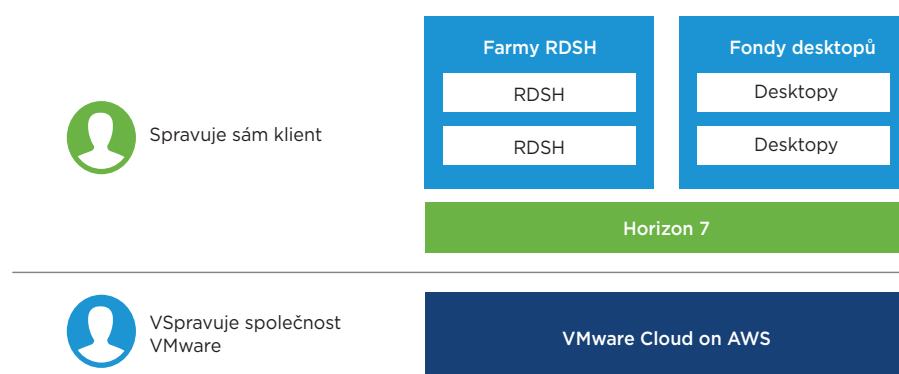 Farmy RDSH
RDSH
RDSH
Fondy desktopů
Desktopy
Desktopy
Spravuje sám klient
Horizon 7
VSpravuje společnost
VMware
VMware Cloud on AWS